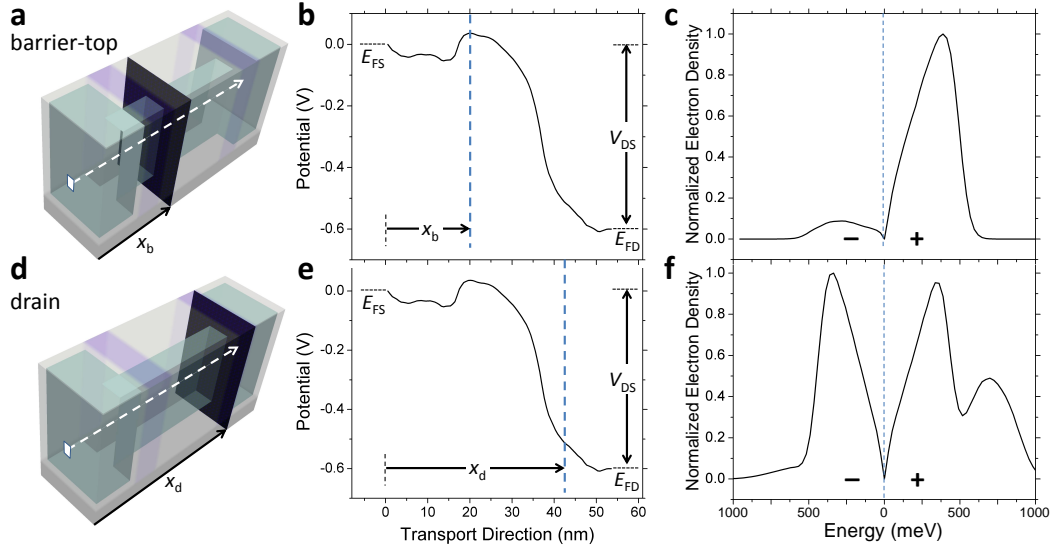 a
barrier-top
x_b
b
Potential (V)
0.0
-0.2
-0.4
-0.6
E_FS
V_DS
x_b
E_FD
c
Normalized Electron Density
1.0
0.8
0.6
0.4
0.2
0.0
− +
d
drain
x_d
e
Potential (V)
0.0
-0.2
-0.4
-0.6
E_FS
V_DS
x_d
E_FD
0 10 20 30 40 50 60
Transport Direction (nm)
f
Normalized Electron Density
1.0
0.8
0.6
0.4
0.2
0.0
− +
1000 500 0 500 1000
Energy (meV)